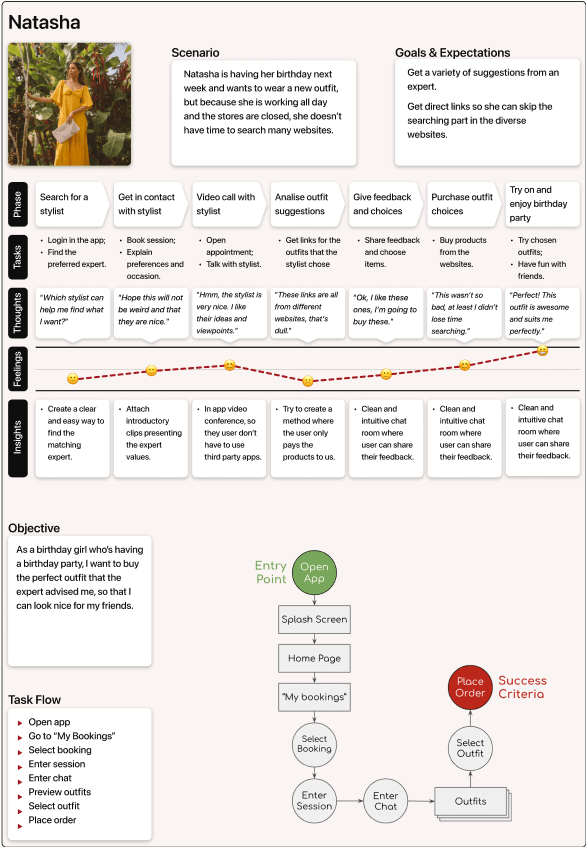 Natasha
Scenario
Natasha is having her birthday next
week and wants to wear a new outfit,
but because she is working all day
and the stores are closed, she doesn't
have time to search many websites.
Goals & Expectations
Get a variety of suggestions from an
expert.
Get direct links so she can skip the
searching part in the diverse
websites.
Phase
Search for a
stylist
Get in contact
with stylist
Video call with
stylist
Analise outfit
suggestions
Give feedback
and choices
Purchase outfit
choices
Try on and
enjoy birthday
party
Tasks
• Login in the app;
• Find the
preferred expert.
• Book session;
• Explain
preferences and
occasion.
• Open
appointment;
• Talk with stylist.
• Get links for the
outfits that the
stylist chose
• Share feedback
and choose
items.
• Buy products
from the
websites.
• Try chosen
outfits;
• Have fun with
friends.
Thoughts
"Which stylist can
help me find what
I want?"
"Hope this will not
be weird and that
they are nice."
"Hmm, the stylist is
very nice. I like
their ideas and
viewpoints."
"These links are all
from different
websites, that's
dull."
"Ok, I like these
ones, I'm going to
buy these."
"This wasn't so
bad, at least I didn't
lose time
searching."
"Perfect! This
outfit is awesome
and suits me
perfectly."
Feelings
Insights
• Create a clear
and easy way to
find the
matching
expert.
• Attach
introductory
clips presenting
the expert
values.
• In app video
conference, so
they user don't
have to use
third party apps.
• Try to create a
method where
the user only
pays the
products to us.
• Clean and
intuitive chat
room where
user can share
their feedback.
• Clean and
intuitive chat
room where
user can share
their feedback.
• Clean and
intuitive chat
room where
user can share
their feedback.
Objective
As a birthday girl who's having
a birthday party, I want to buy
the perfect outfit that the
expert advised me, so that I
can look nice for my friends.
Task Flow
Open app
Go to "My Bookings"
Select booking
Enter session
Enter chat
Preview outfits
Select outfit
Place order
Entry
Point
Open
App
Splash Screen
Home Page
"My bookings"
Select
Booking
Enter
Session
Enter
Chat
Outfits
Select
Outfit
Place
Order
Success
Criteria